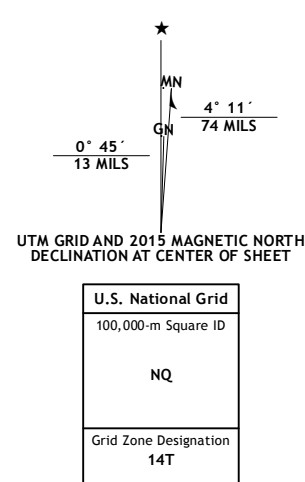 ★
MN
GN
4° 11´
74 MILS
0° 45´
13 MILS
UTM GRID AND 2015 MAGNETIC NORTH
DECLINATION AT CENTER OF SHEET
U.S. National Grid
100,000-m Square ID
NQ
Grid Zone Designation
14T